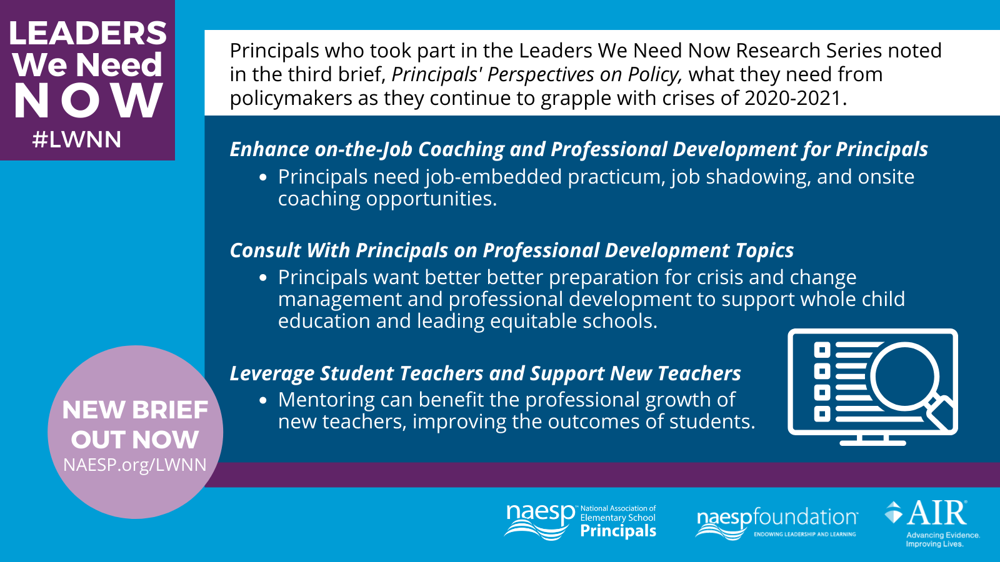 LEADERS
We Need
NOW
#LWNN
Principals who took part in the Leaders We Need Now Research Series noted
in the third brief, Principals' Perspectives on Policy, what they need from
policymakers as they continue to grapple with crises of 2020-2021.
Enhance on-the-Job Coaching and Professional Development for Principals
• Principals need job-embedded practicum, job shadowing, and onsite
coaching opportunities.
Consult With Principals on Professional Development Topics
• Principals want better better preparation for crisis and change
management and professional development to support whole child
education and leading equitable schools.
Leverage Student Teachers and Support New Teachers
• Mentoring can benefit the professional growth of
new teachers, improving the outcomes of students.
NEW BRIEF
OUT NOW
NAESP.org/LWNN
naesp™
National Association of
Elementary School
Principals
naespfoundation™
ENDOWING LEADERSHIP AND LEARNING
AIR®
Advancing Evidence.
Improving Lives.